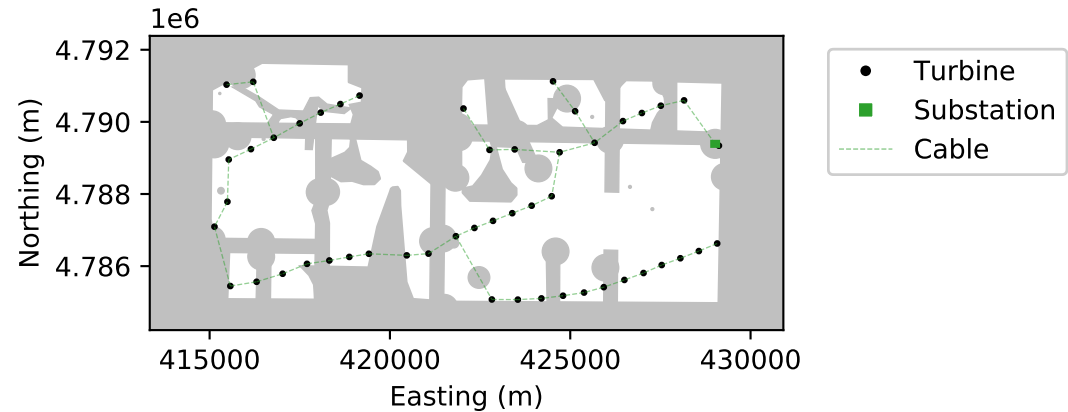 1e6
4.792
4.790
4.788
4.786
Northing (m)
415000 420000 425000 430000
Easting (m)
Turbine
Substation
Cable